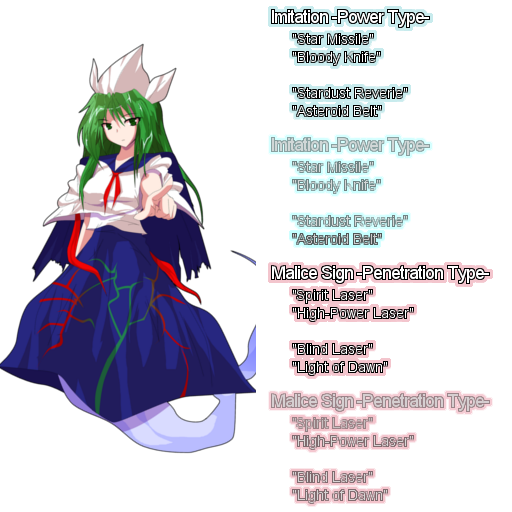 Imitation -Power Type-
"Star Missile"
"Bloody Knife"
"Stardust Reverie"
"Asteroid Belt"
Imitation -Power Type-
"Star Missile"
"Bloody Knife"
"Stardust Reverie"
"Asteroid Belt"
Malice Sign -Penetration Type-
"Spirit Laser"
"High-Power Laser"
"Blind Laser"
"Light of Dawn"
Malice Sign -Penetration Type-
"Spirit Laser"
"High-Power Laser"
"Blind Laser"
"Light of Dawn"